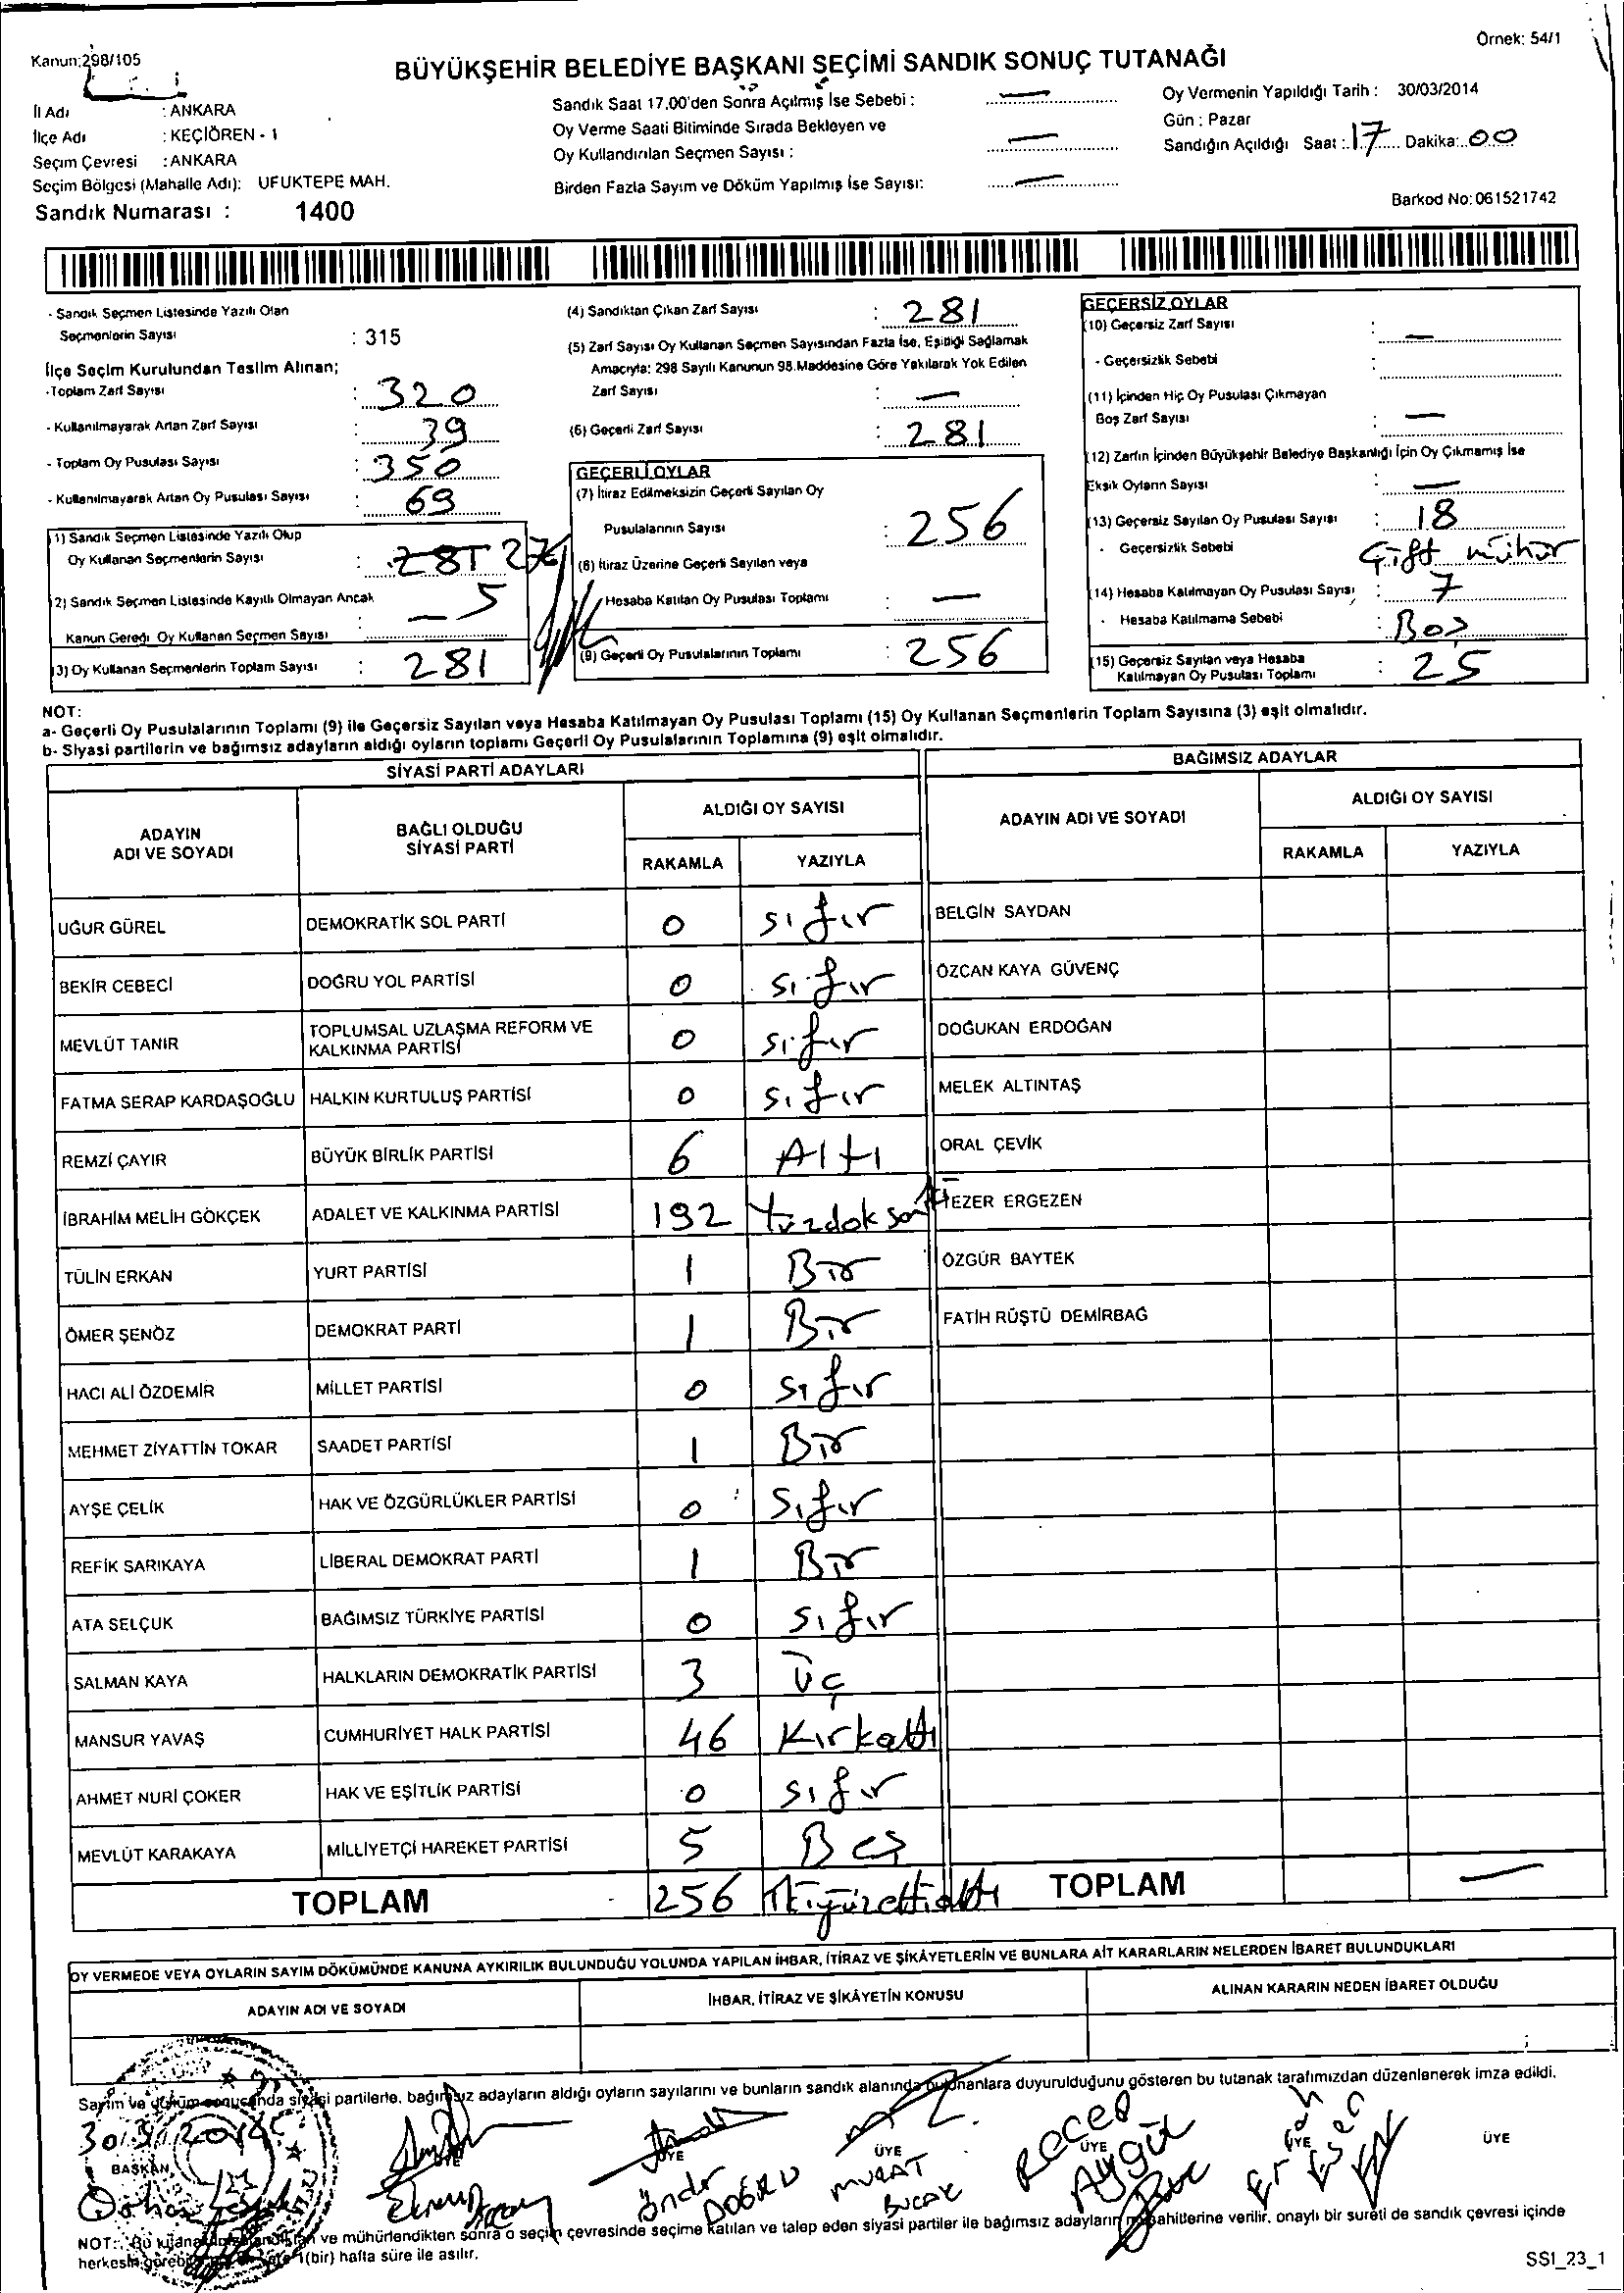 Örnek: 54/1
Kanun:298/105
BÜYÜKŞEHİR BELEDİYE BAŞKANI SEÇİMİ SANDIK SONUÇ TUTANAĞI
İl Adı : ANKARA
İlçe Adı : KEÇİÖREN - 1
Seçim Çevresi : ANKARA
Seçim Bölgesi (Mahalle Adı): UFUKTEPE MAH.
Sandık Numarası : 1400
Sandık Saat 17.00'den Sonra Açılmış İse Sebebi : —
Oy Verme Saati Bitiminde Sırada Bekleyen ve
Oy Kullandırılan Seçmen Sayısı : —
Birden Fazla Sayım ve Döküm Yapılmış İse Sayısı: —
Oy Vermenin Yapıldığı Tarih : 30/03/2014
Gün : Pazar
Sandığın Açıldığı Saat : 17 Dakika: 00
Barkod No: 061521742
- Sandık Seçmen Listesinde Yazılı Olan
Seçmenlerin Sayısı : 315
İlçe Seçim Kurulundan Teslim Alınan;
- Toplam Zarf Sayısı : 320
- Kullanılmayarak Artan Zarf Sayısı : 39
- Toplam Oy Pusulası Sayısı : 350
- Kullanılmayarak Artan Oy Pusulası Sayısı : 69
(1) Sandık Seçmen Listesinde Yazılı Olup
Oy Kullanan Seçmenlerin Sayısı : 281 276
(2) Sandık Seçmen Listesinde Kayıtlı Olmayan Ancak
Kanun Gereği Oy Kullanan Seçmen Sayısı : — 5
(3) Oy Kullanan Seçmenlerin Toplam Sayısı : 281
(4) Sandıktan Çıkan Zarf Sayısı : 281
(5) Zarf Sayısı Oy Kullanan Seçmen Sayısından Fazla İse, Eşitliği Sağlamak
Amacıyla: 298 Sayılı Kanunun 98.Maddesine Göre Yakılarak Yok Edilen
Zarf Sayısı : —
(6) Geçerli Zarf Sayısı : 281
GEÇERLİ OYLAR
(7) İtiraz Edilmeksizin Geçerli Sayılan Oy
Pusulalarının Sayısı : 256
(8) İtiraz Üzerine Geçerli Sayılan veya
Hesaba Katılan Oy Pusulası Toplamı : —
(9) Geçerli Oy Pusulalarının Toplamı : 256
GEÇERSİZ OYLAR
(10) Geçersiz Zarf Sayısı : —
- Geçersizlik Sebebi :
(11) İçinden Hiç Oy Pusulası Çıkmayan
Boş Zarf Sayısı : —
(12) Zarfın İçinden Büyükşehir Belediye Başkanlığı İçin Oy Çıkmamış İse
Eksik Oyların Sayısı : —
(13) Geçersiz Sayılan Oy Pusulası Sayısı : 18
- Geçersizlik Sebebi Çift mühür
(14) Hesaba Katılmayan Oy Pusulası Sayısı : 7
- Hesaba Katılmama Sebebi : Boş
(15) Geçersiz Sayılan veya Hesaba
Katılmayan Oy Pusulası Toplamı : 25
NOT:
a- Geçerli Oy Pusulalarının Toplamı (9) ile Geçersiz Sayılan veya Hesaba Katılmayan Oy Pusulası Toplamı (15) Oy Kullanan Seçmenlerin Toplam Sayısına (3) eşit olmalıdır.
b- Siyasi partilerin ve bağımsız adayların aldığı oyların toplamı Geçerli Oy Pusulalarının Toplamına (9) eşit olmalıdır.
SİYASİ PARTİ ADAYLARI
BAĞIMSIZ ADAYLAR
ADAYIN
ADI VE SOYADI
BAĞLI OLDUĞU
SİYASİ PARTİ
ALDIĞI OY SAYISI
RAKAMLA YAZIYLA
ADAYIN ADI VE SOYADI
ALDIĞI OY SAYISI
RAKAMLA YAZIYLA
UĞUR GÜREL DEMOKRATİK SOL PARTİ 0 sıfır BELGİN SAYDAN
BEKİR CEBECİ DOĞRU YOL PARTİSİ 0 sıfır ÖZCAN KAYA GÜVENÇ
MEVLÜT TANIR TOPLUMSAL UZLAŞMA REFORM VE
KALKINMA PARTİSİ 0 sıfır DOĞUKAN ERDOĞAN
FATMA SERAP KARDAŞOĞLU HALKIN KURTULUŞ PARTİSİ 0 sıfır MELEK ALTINTAŞ
REMZİ ÇAYIR BÜYÜK BİRLİK PARTİSİ 6 Altı ORAL ÇEVİK
İBRAHİM MELİH GÖKÇEK ADALET VE KALKINMA PARTİSİ 192 TEZER ERGEZEN
TÜLİN ERKAN YURT PARTİSİ 1 Bir ÖZGÜR BAYTEK
ÖMER ŞENÖZ DEMOKRAT PARTİ 1 Bir FATİH RÜŞTÜ DEMİRBAĞ
HACI ALİ ÖZDEMİR MİLLET PARTİSİ 0 sıfır
MEHMET ZİYATTİN TOKAR SAADET PARTİSİ 1 Bir
AYŞE ÇELİK HAK VE ÖZGÜRLÜKLER PARTİSİ 0 sıfır
REFİK SARIKAYA LİBERAL DEMOKRAT PARTİ 1 Bir
ATA SELÇUK BAĞIMSIZ TÜRKİYE PARTİSİ 0 sıfır
SALMAN KAYA HALKLARIN DEMOKRATİK PARTİSİ 3 üç
MANSUR YAVAŞ CUMHURİYET HALK PARTİSİ 46 Kırkaltı
AHMET NURİ ÇOKER HAK VE EŞİTLİK PARTİSİ 0 sıfır
MEVLÜT KARAKAYA MİLLİYETÇİ HAREKET PARTİSİ 5 Beş
TOPLAM 256 İkiyüzellialtı TOPLAM —
OY VERMEDE VEYA OYLARIN SAYIM DÖKÜMÜNDE KANUNA AYKIRILIK BULUNDUĞU YOLUNDA YAPILAN İHBAR, İTİRAZ VE ŞİKÂYETLERİN VE BUNLARA AİT KARARLARIN NELERDEN İBARET BULUNDUKLARI
ADAYIN ADI VE SOYADI İHBAR, İTİRAZ VE ŞİKÂYETİN KONUSU ALINAN KARARIN NEDEN İBARET OLDUĞU
Sayım ve döküm sonucunda siyasi partilerle, bağımsız adayların aldığı oyların sayılarını ve bunların sandık alanında bulunanlara duyurulduğunu gösteren bu tutanak tarafımızdan düzenlenerek imza edildi.
30/3/2014
BAŞKAN ÜYE ÜYE ÜYE ÜYE ÜYE ÜYE
Önder DOĞRU
MURAT
BUCAK
RECEP
Aygül
NOT: Bu tutanak ve mühürlendikten sonra o seçim çevresinde seçime katılan ve talep eden siyasi partiler ile bağımsız adayların müşahitlerine verilir, onaylı bir sureti de sandık çevresi içinde
herkesin (bir) hafta süre ile asılır.
SSI_23_1